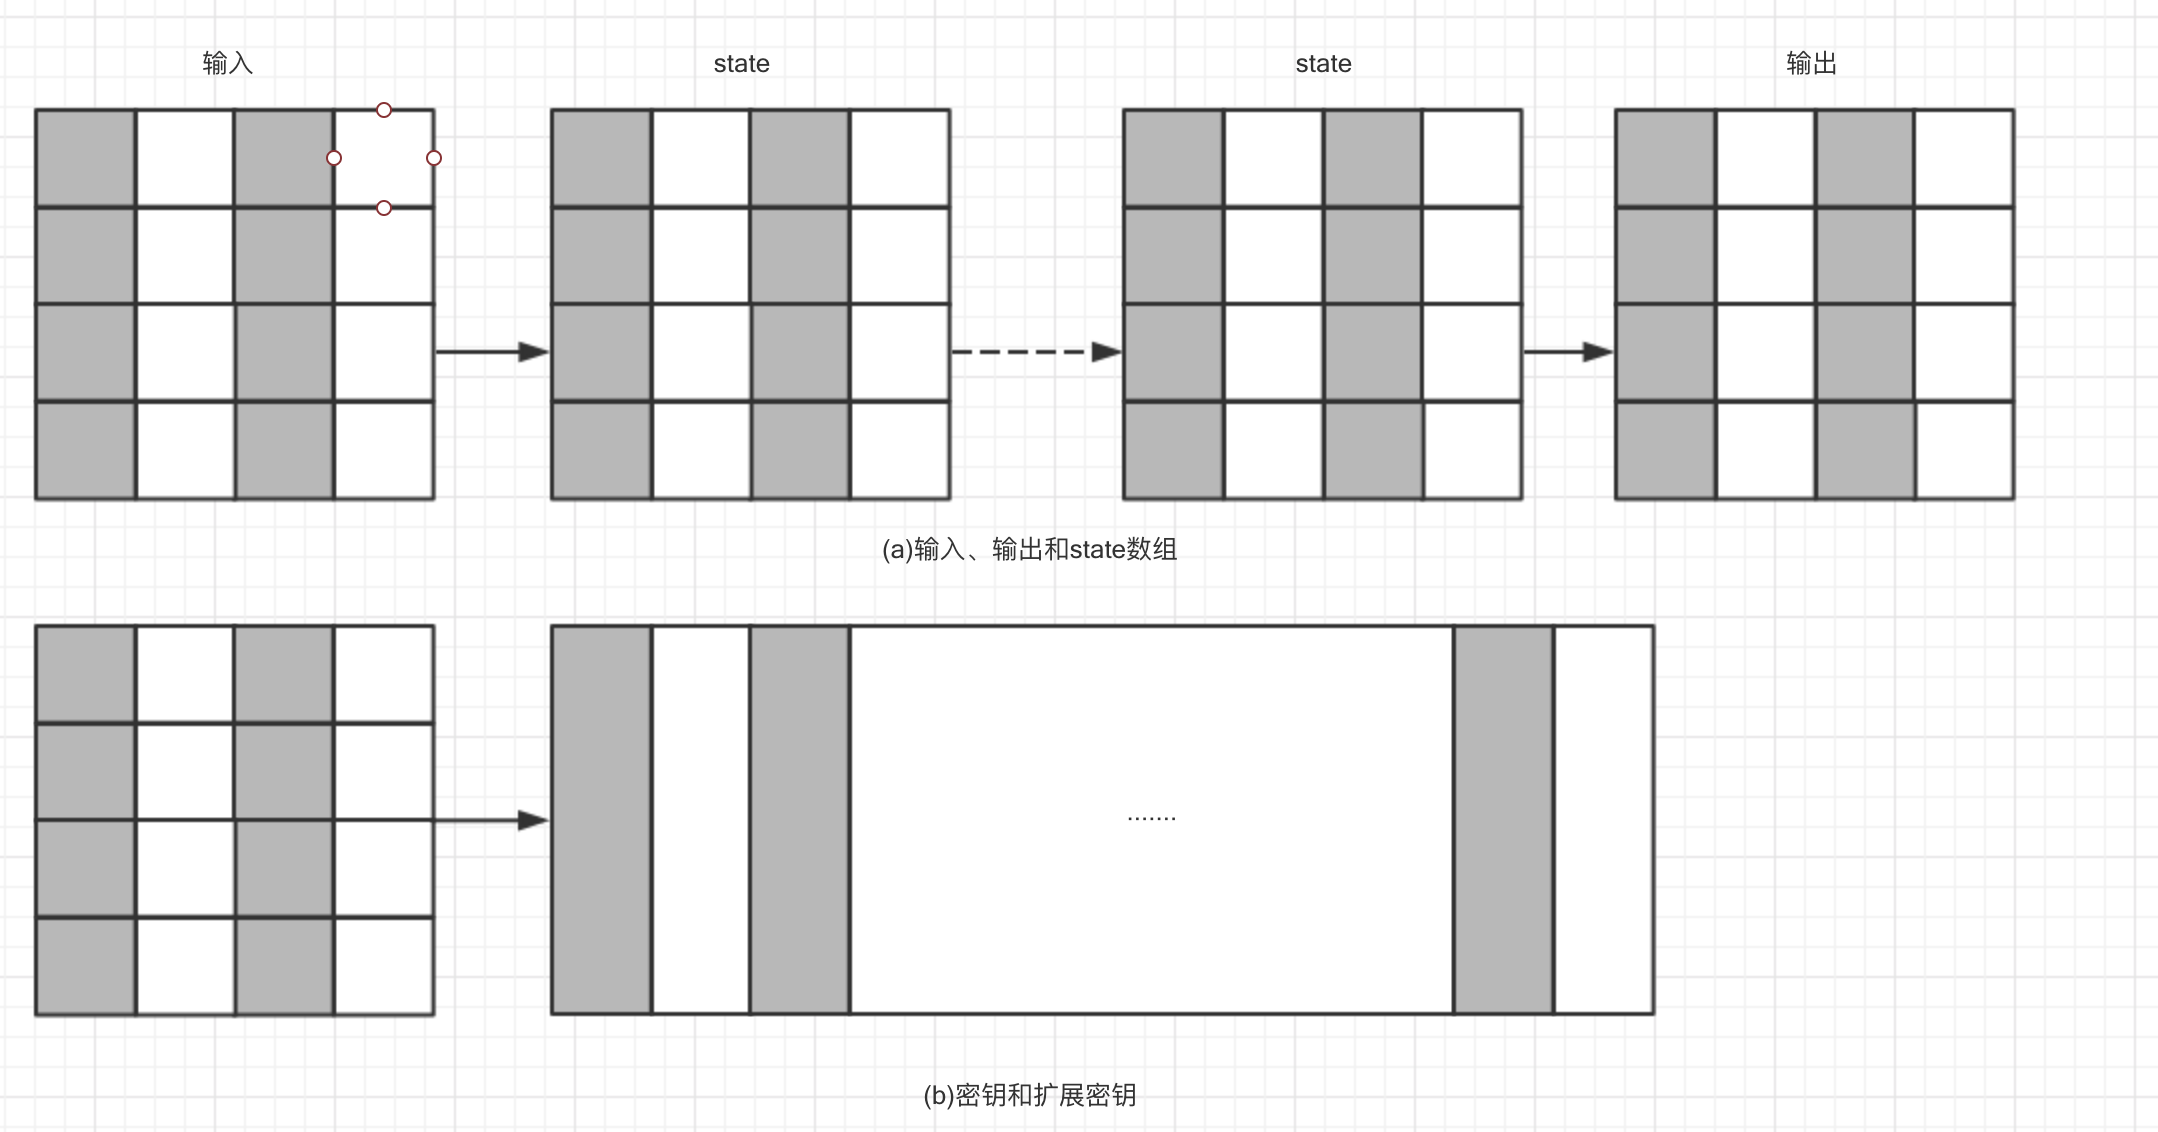 输入
state
state
输出
(a)输入、输出和state数组
.......
(b)密钥和扩展密钥